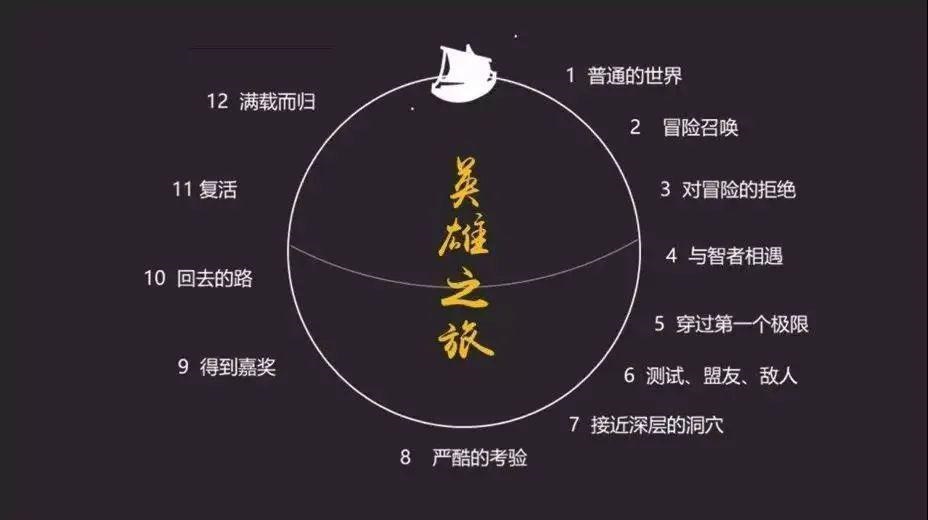 英雄之旅
1 普通的世界
2 冒险召唤
3 对冒险的拒绝
4 与智者相遇
5 穿过第一个极限
6 测试、盟友、敌人
7 接近深层的洞穴
8 严酷的考验
9 得到嘉奖
10 回去的路
11 复活
12 满载而归